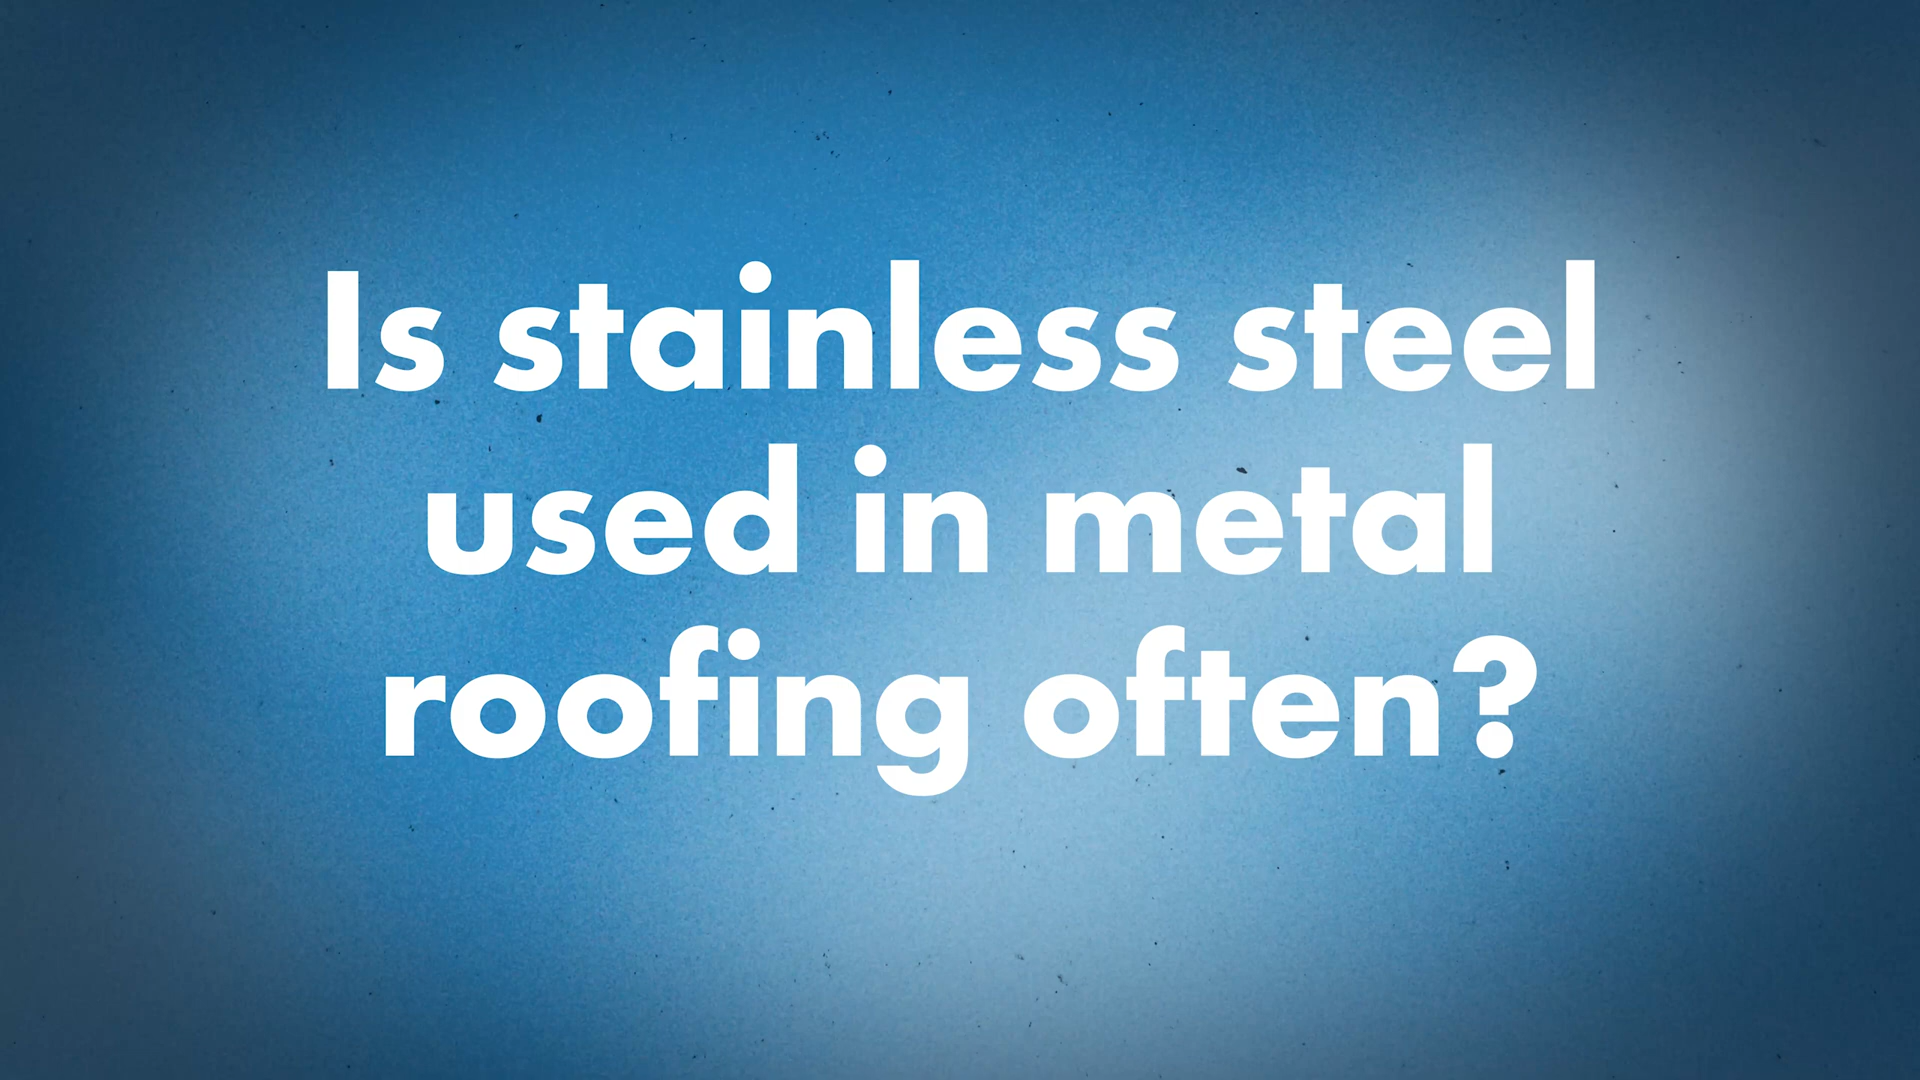 Is stainless steel
used in metal
roofing often?